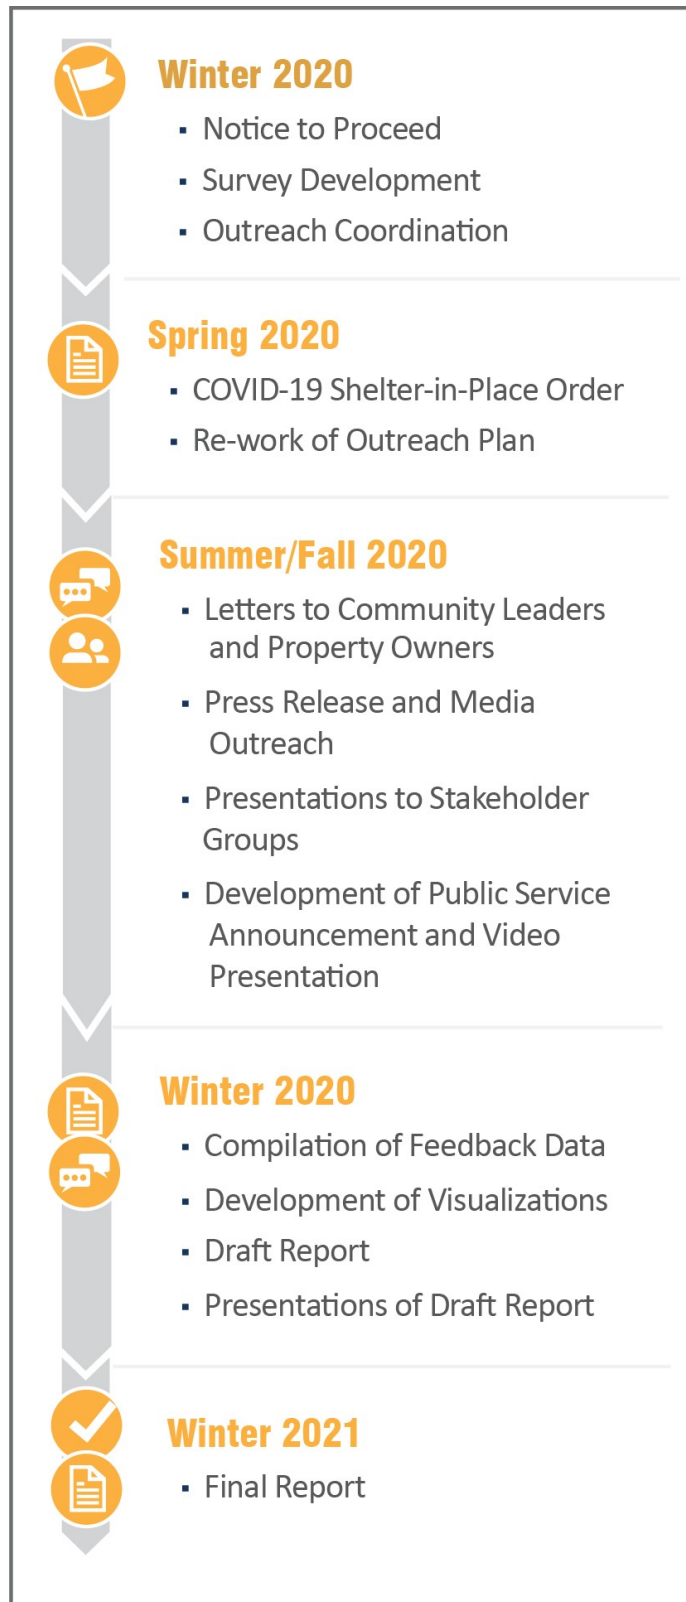 Winter 2020
▪ Notice to Proceed
▪ Survey Development
▪ Outreach Coordination
Spring 2020
▪ COVID-19 Shelter-in-Place Order
▪ Re-work of Outreach Plan
Summer/Fall 2020
▪ Letters to Community Leaders
and Property Owners
▪ Press Release and Media
Outreach
▪ Presentations to Stakeholder
Groups
▪ Development of Public Service
Announcement and Video
Presentation
Winter 2020
▪ Compilation of Feedback Data
▪ Development of Visualizations
▪ Draft Report
▪ Presentations of Draft Report
Winter 2021
▪ Final Report